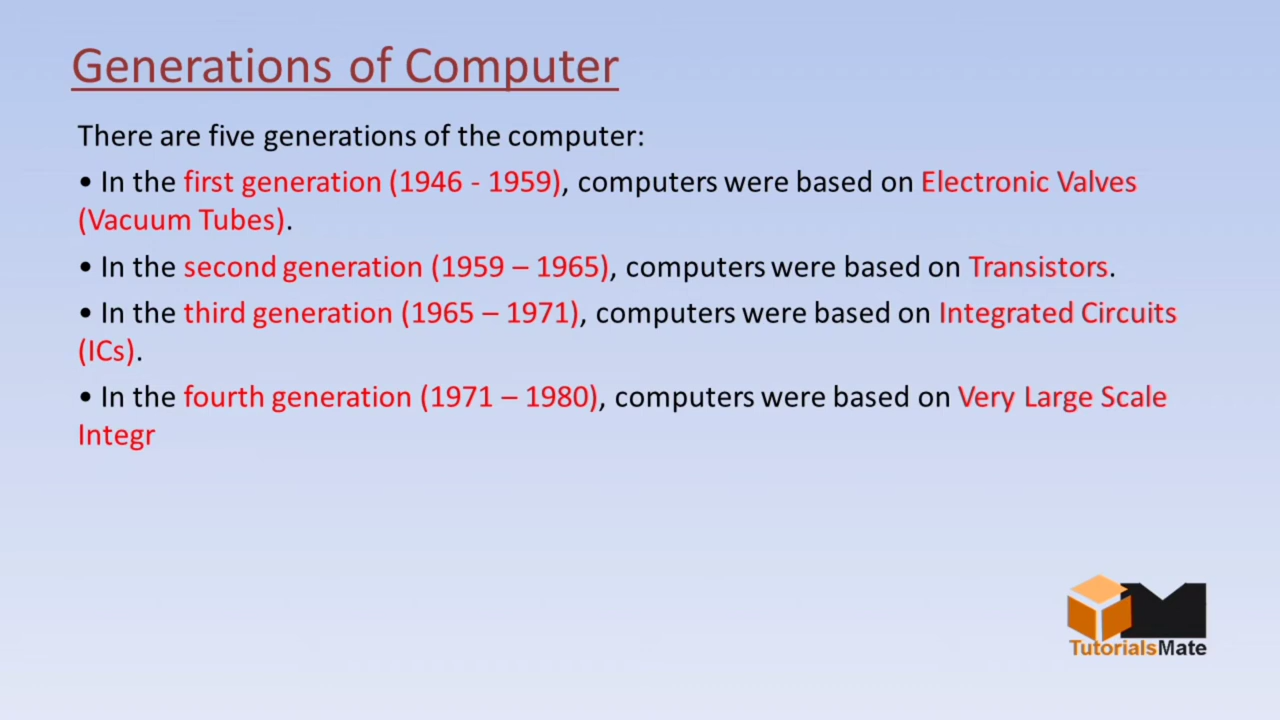 Generations of Computer
There are five generations of the computer:
• In the first generation (1946 - 1959), computers were based on Electronic Valves
(Vacuum Tubes).
• In the second generation (1959 – 1965), computers were based on Transistors.
• In the third generation (1965 – 1971), computers were based on Integrated Circuits
(ICs).
• In the fourth generation (1971 – 1980), computers were based on Very Large Scale
Integr
TutorialsMate